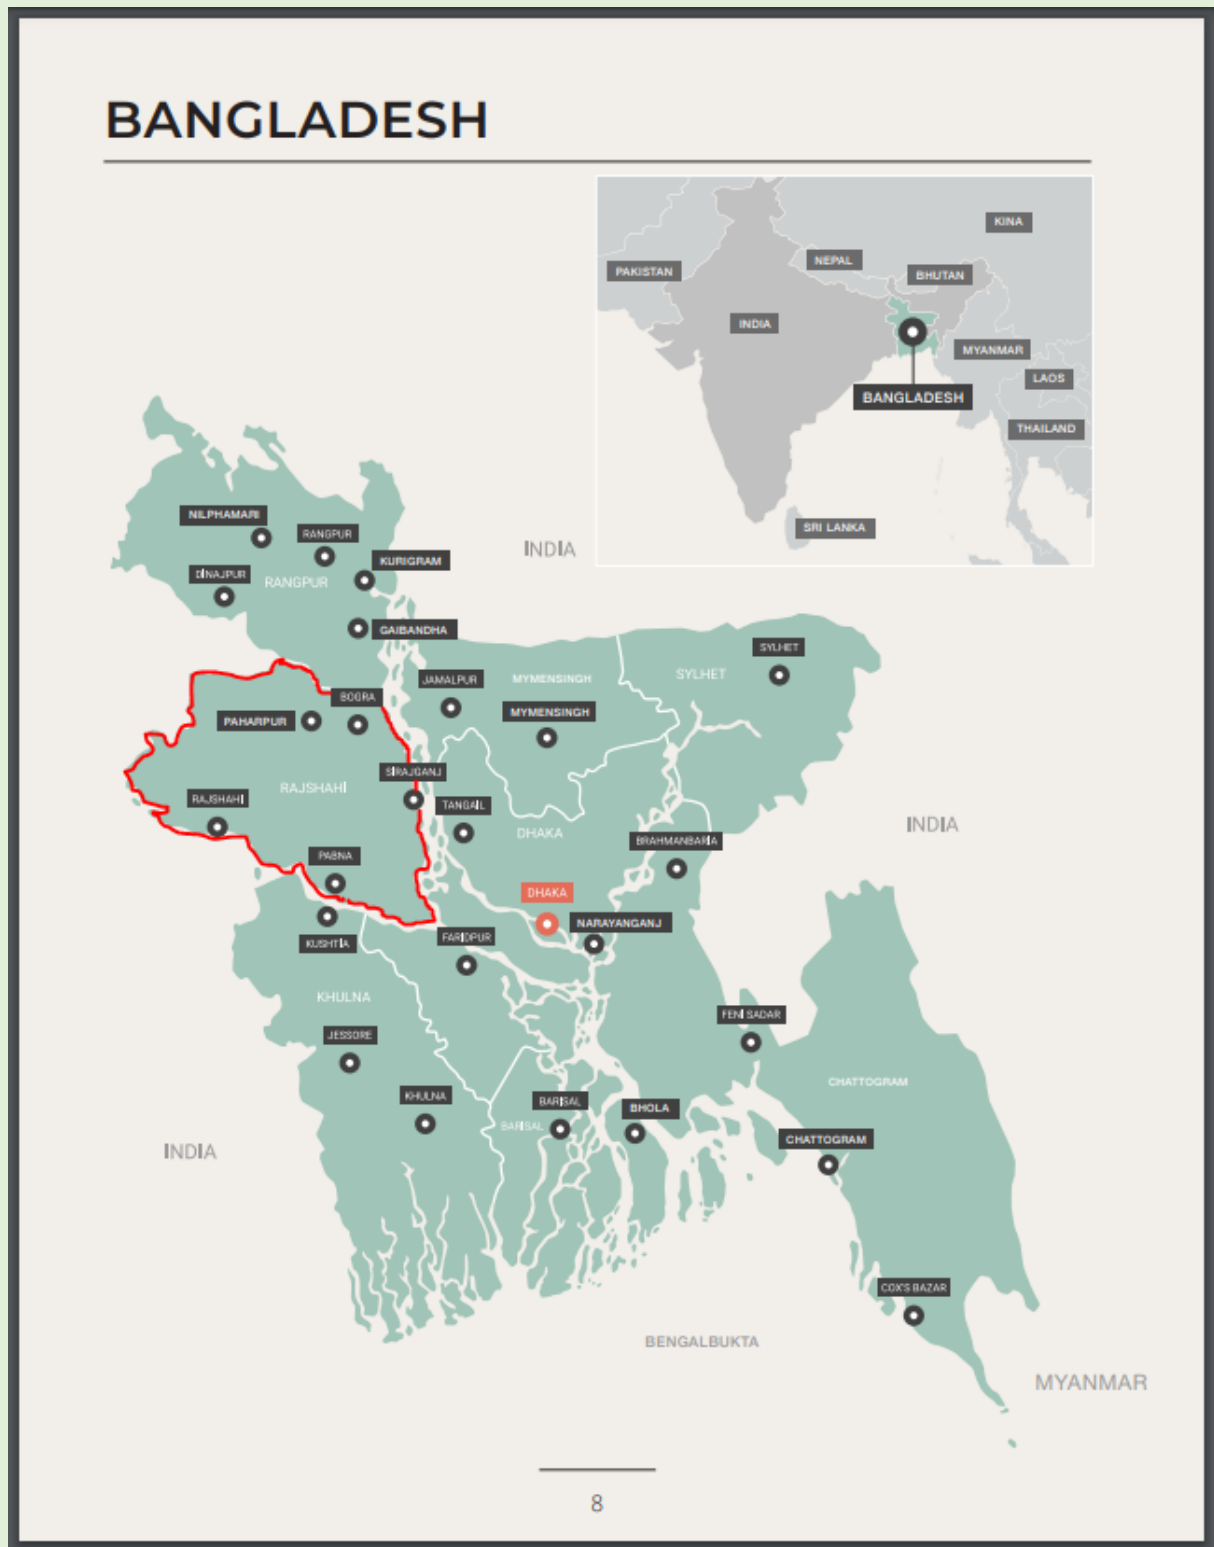 BANGLADESH
KINA
NEPAL
PAKISTAN
BHUTAN
INDIA
MYANMAR
LAOS
BANGLADESH
THAILAND
SRI LANKA
NILPHAMARI
RANGPUR
INDIA
KURIGRAM
DINAJPUR
RANGPUR
GAIBANDHA
SYLHET
JAMALPUR
MYMENSINGH
SYLHET
BOGRA
MYMENSINGH
PAHARPUR
SIRAJGANJ
RAJSHAHI
RAJSHAHI
TANGAIL
DHAKA
INDIA
BRAHMANBARIA
PABNA
DHAKA
NARAYANGANJ
KUSHTIA
FARIDPUR
KHULNA
FENI SADAR
JESSORE
CHATTOGRAM
KHULNA
BARISAL
BHOLA
BARISAL
CHATTOGRAM
INDIA
COX'S BAZAR
BENGALBUKTA
MYANMAR
8